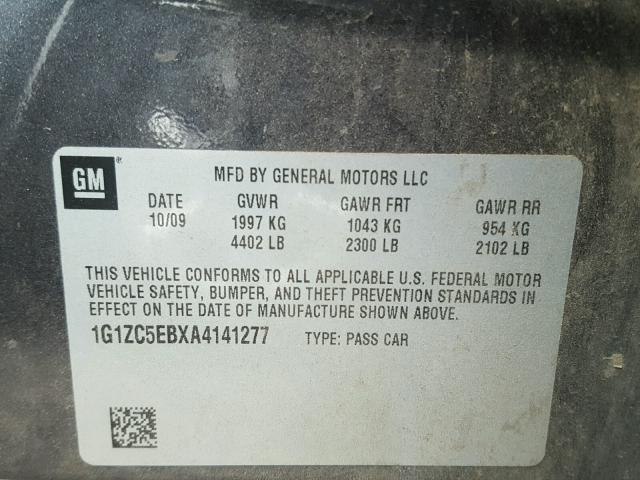 GM®
MFD BY GENERAL MOTORS LLC
DATE GVWR GAWR FRT GAWR RR
10/09 1997 KG 1043 KG 954 KG
4402 LB 2300 LB 2102 LB
THIS VEHICLE CONFORMS TO ALL APPLICABLE U.S. FEDERAL MOTOR
VEHICLE SAFETY, BUMPER, AND THEFT PREVENTION STANDARDS IN
EFFECT ON THE DATE OF MANUFACTURE SHOWN ABOVE.
1G1ZC5EBXA4141277 TYPE: PASS CAR